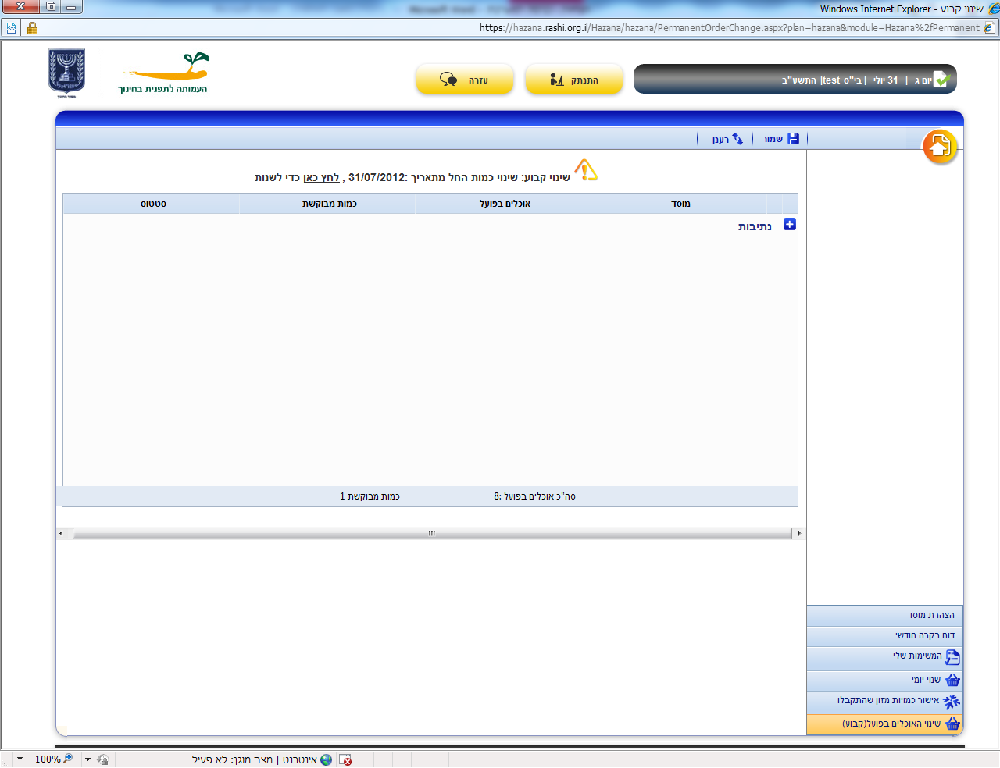 שינוי קבוע - Windows Internet Explorer
https://hazana.rashi.org.il/Hazana/hazana/PermanentOrderChange.aspx?plan=hazana&module=Hazana%2fPermanent
יום ג | 31 יולי | בי"ס test| התשע"ב
התנתק
עזרה
העמותה לתפנית בחינוך
שמור
רענן
שינוי קבוע: שינוי כמות החל מתאריך :31/07/2012 , לחץ כאן כדי לשנות
מוסד אוכלים בפועל כמות מבוקשת סטטוס
נתיבות
סה"כ אוכלים בפועל :8 כמות מבוקשת 1
הצהרת מוסד
דוח בקרה חודשי
המשימות שלי
שנוי יומי
אישור כמויות מזון שהתקבלו
שינוי האוכלים בפועל(קבוע)
אינטרנט | מצב מוגן: לא פעיל
100%